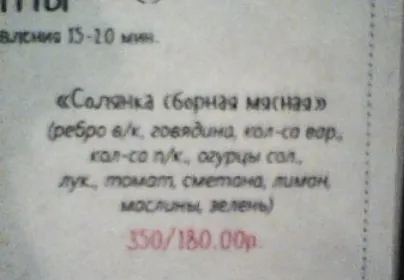 вления 15-20 мин.
«Солянка сборная мясная»
(ребро в/к, говядина, кол-са вар.,
кол-са п/к., огурцы сол.,
лук., томат, сметана, лимон,
маслины, зелень)
350/180.00р.